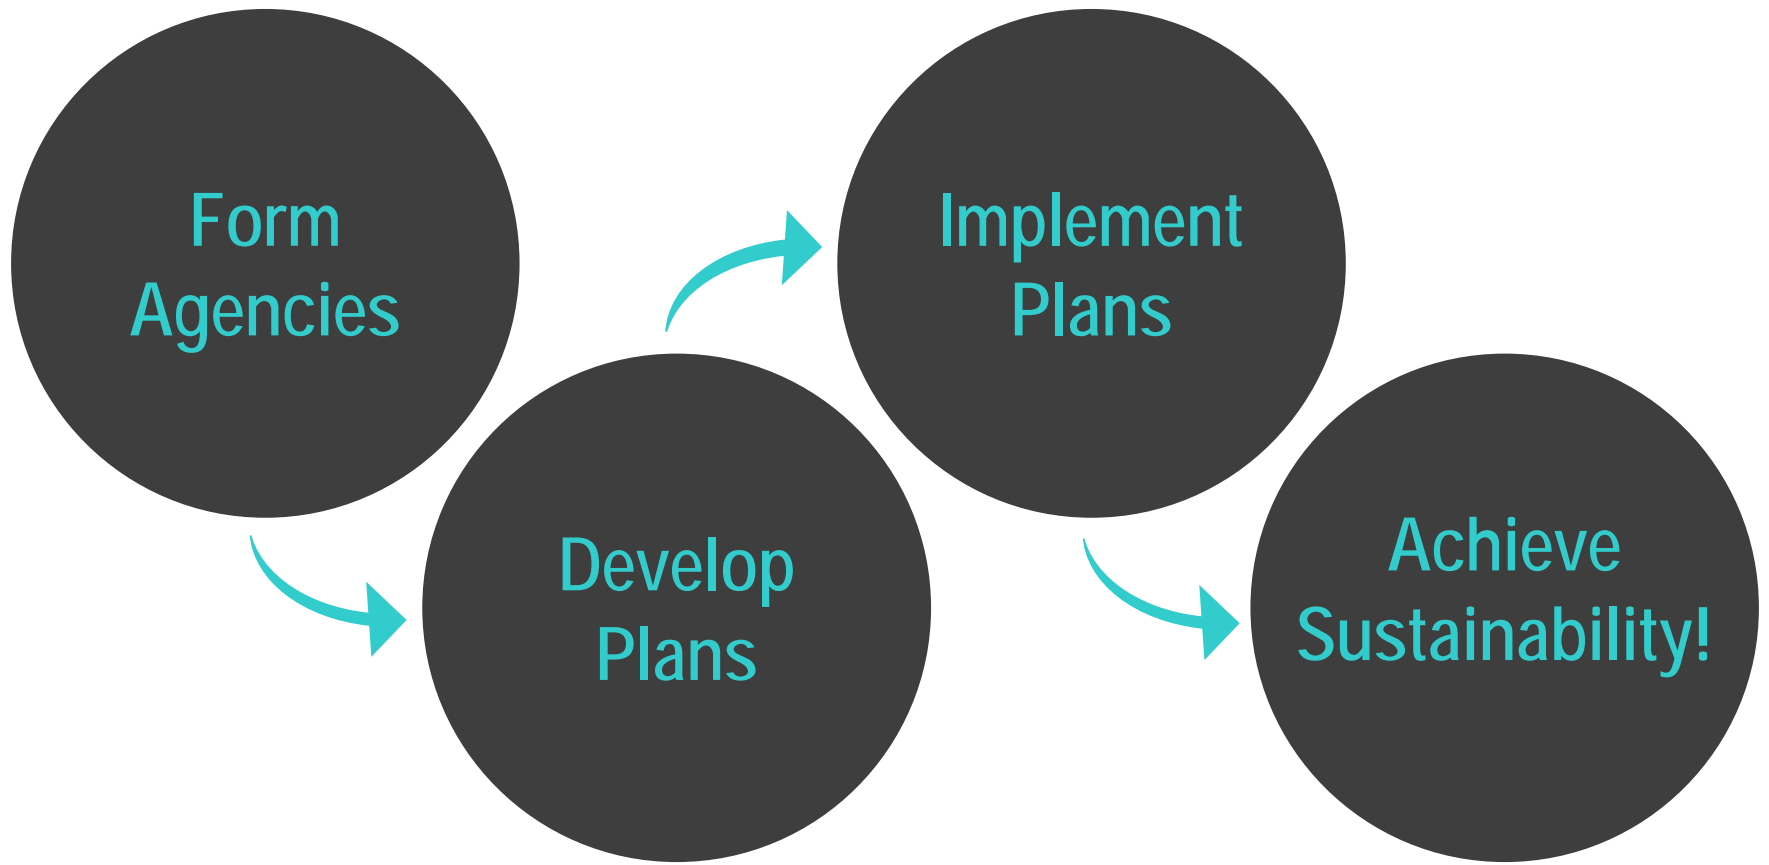 Form
Agencies
Develop
Plans
Implement
Plans
Achieve
Sustainability!